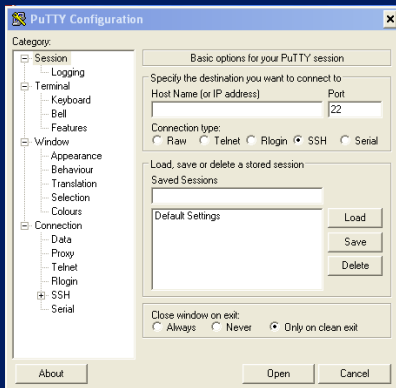 PuTTY Configuration
Category:
Session
Logging
Terminal
Keyboard
Bell
Features
Window
Appearance
Behaviour
Translation
Selection
Colours
Connection
Data
Proxy
Telnet
Rlogin
SSH
Serial
Basic options for your PuTTY session
Specify the destination you want to connect to
Host Name (or IP address) Port
22
Connection type:
Raw Telnet Rlogin SSH Serial
Load, save or delete a stored session
Saved Sessions
Default Settings
Load
Save
Delete
Close window on exit:
Always Never Only on clean exit
About Open Cancel